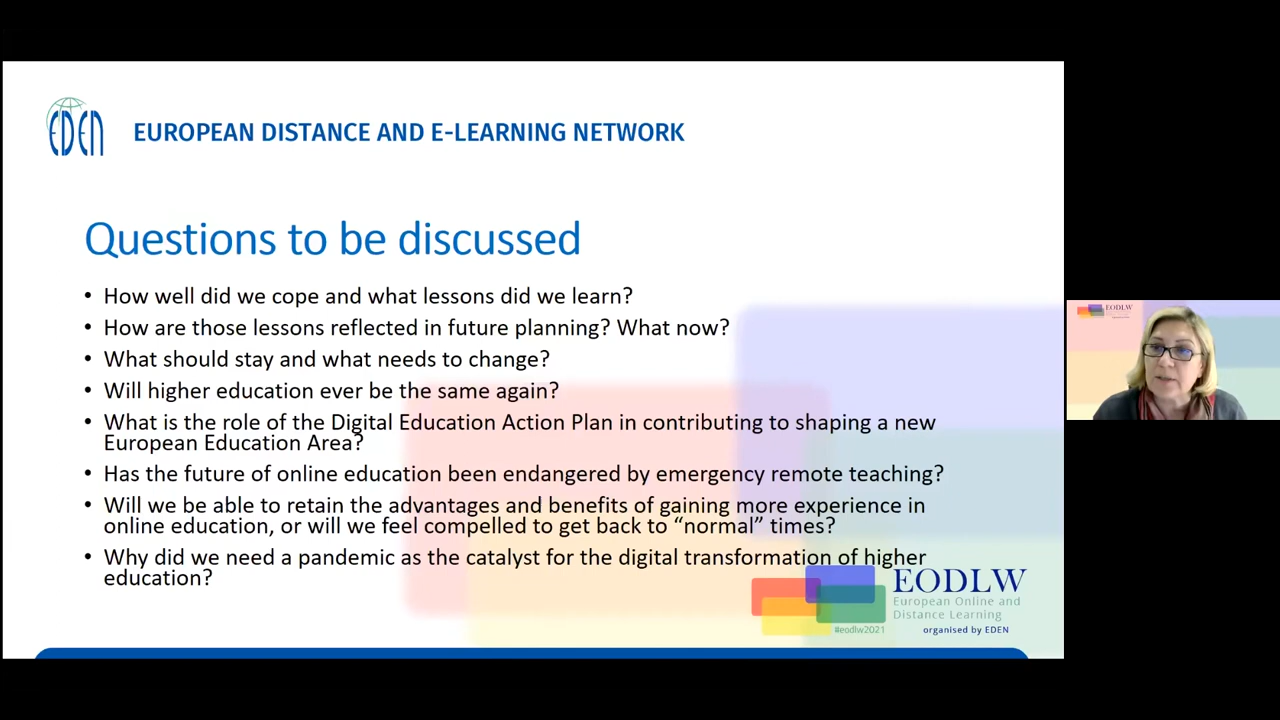 EDEN
EUROPEAN DISTANCE AND E-LEARNING NETWORK
Questions to be discussed
• How well did we cope and what lessons did we learn?
• How are those lessons reflected in future planning? What now?
• What should stay and what needs to change?
• Will higher education ever be the same again?
• What is the role of the Digital Education Action Plan in contributing to shaping a new
European Education Area?
• Has the future of online education been endangered by emergency remote teaching?
• Will we be able to retain the advantages and benefits of gaining more experience in
online education, or will we feel compelled to get back to “normal” times?
• Why did we need a pandemic as the catalyst for the digital transformation of higher
education?
EODLW
European Online and
Distance Learning
#eodlw2021
organised by EDEN
EODLW